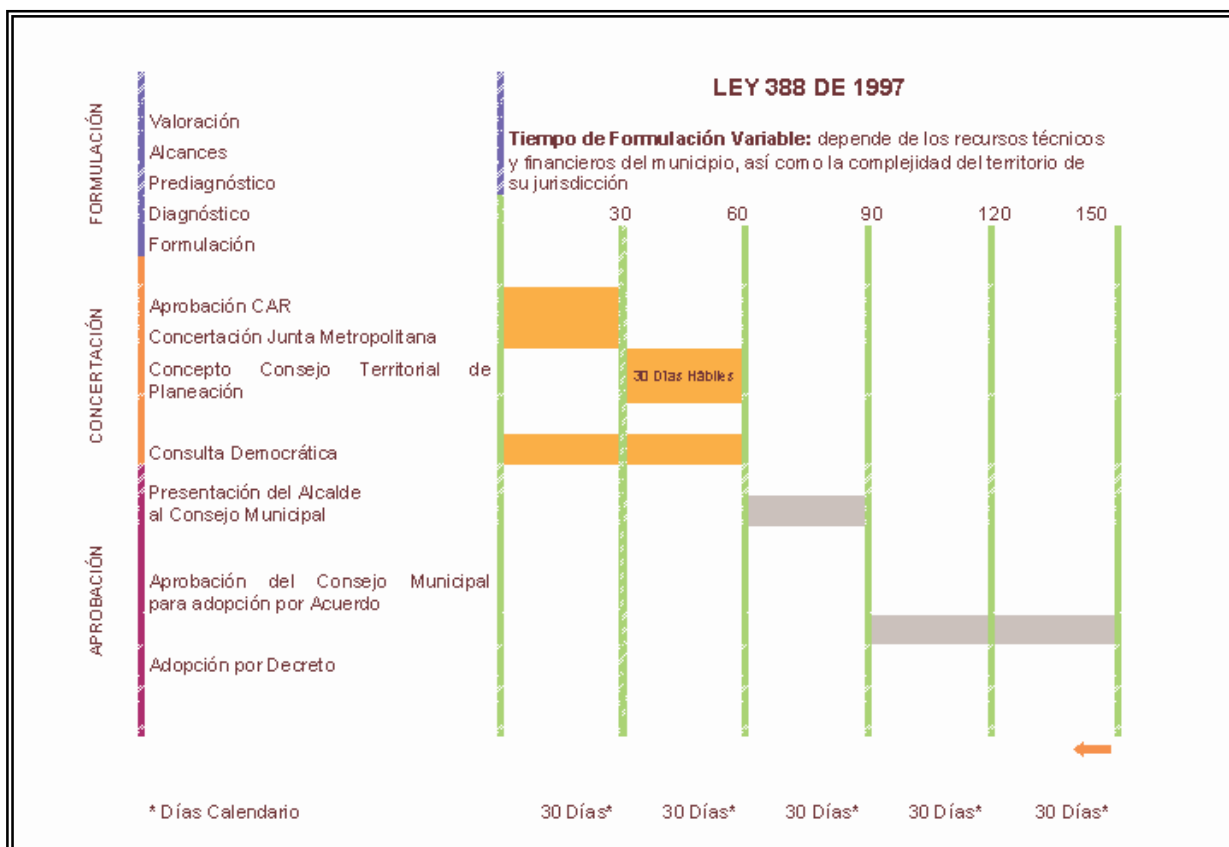 LEY 388 DE 1997
FORMULACIÓN
Valoración
Alcances
Prediagnóstico
Diagnóstico
Formulación
Tiempo de Formulación Variable: depende de los recursos técnicos
y financieros del municipio, así como la complejidad del territorio de
su jurisdicción
30 60 90 120 150
CONCERTACIÓN
Aprobación CAR
Concertación Junta Metropolitana
Concepto Consejo Territorial de
Planeación
30 Días Hábiles
Consulta Democrática
APROBACIÓN
Presentación del Alcalde
al Consejo Municipal
Aprobación del Consejo Municipal
para adopción por Acuerdo
Adopción por Decreto
* Días Calendario 30 Días* 30 Días* 30 Días* 30 Días* 30 Días*